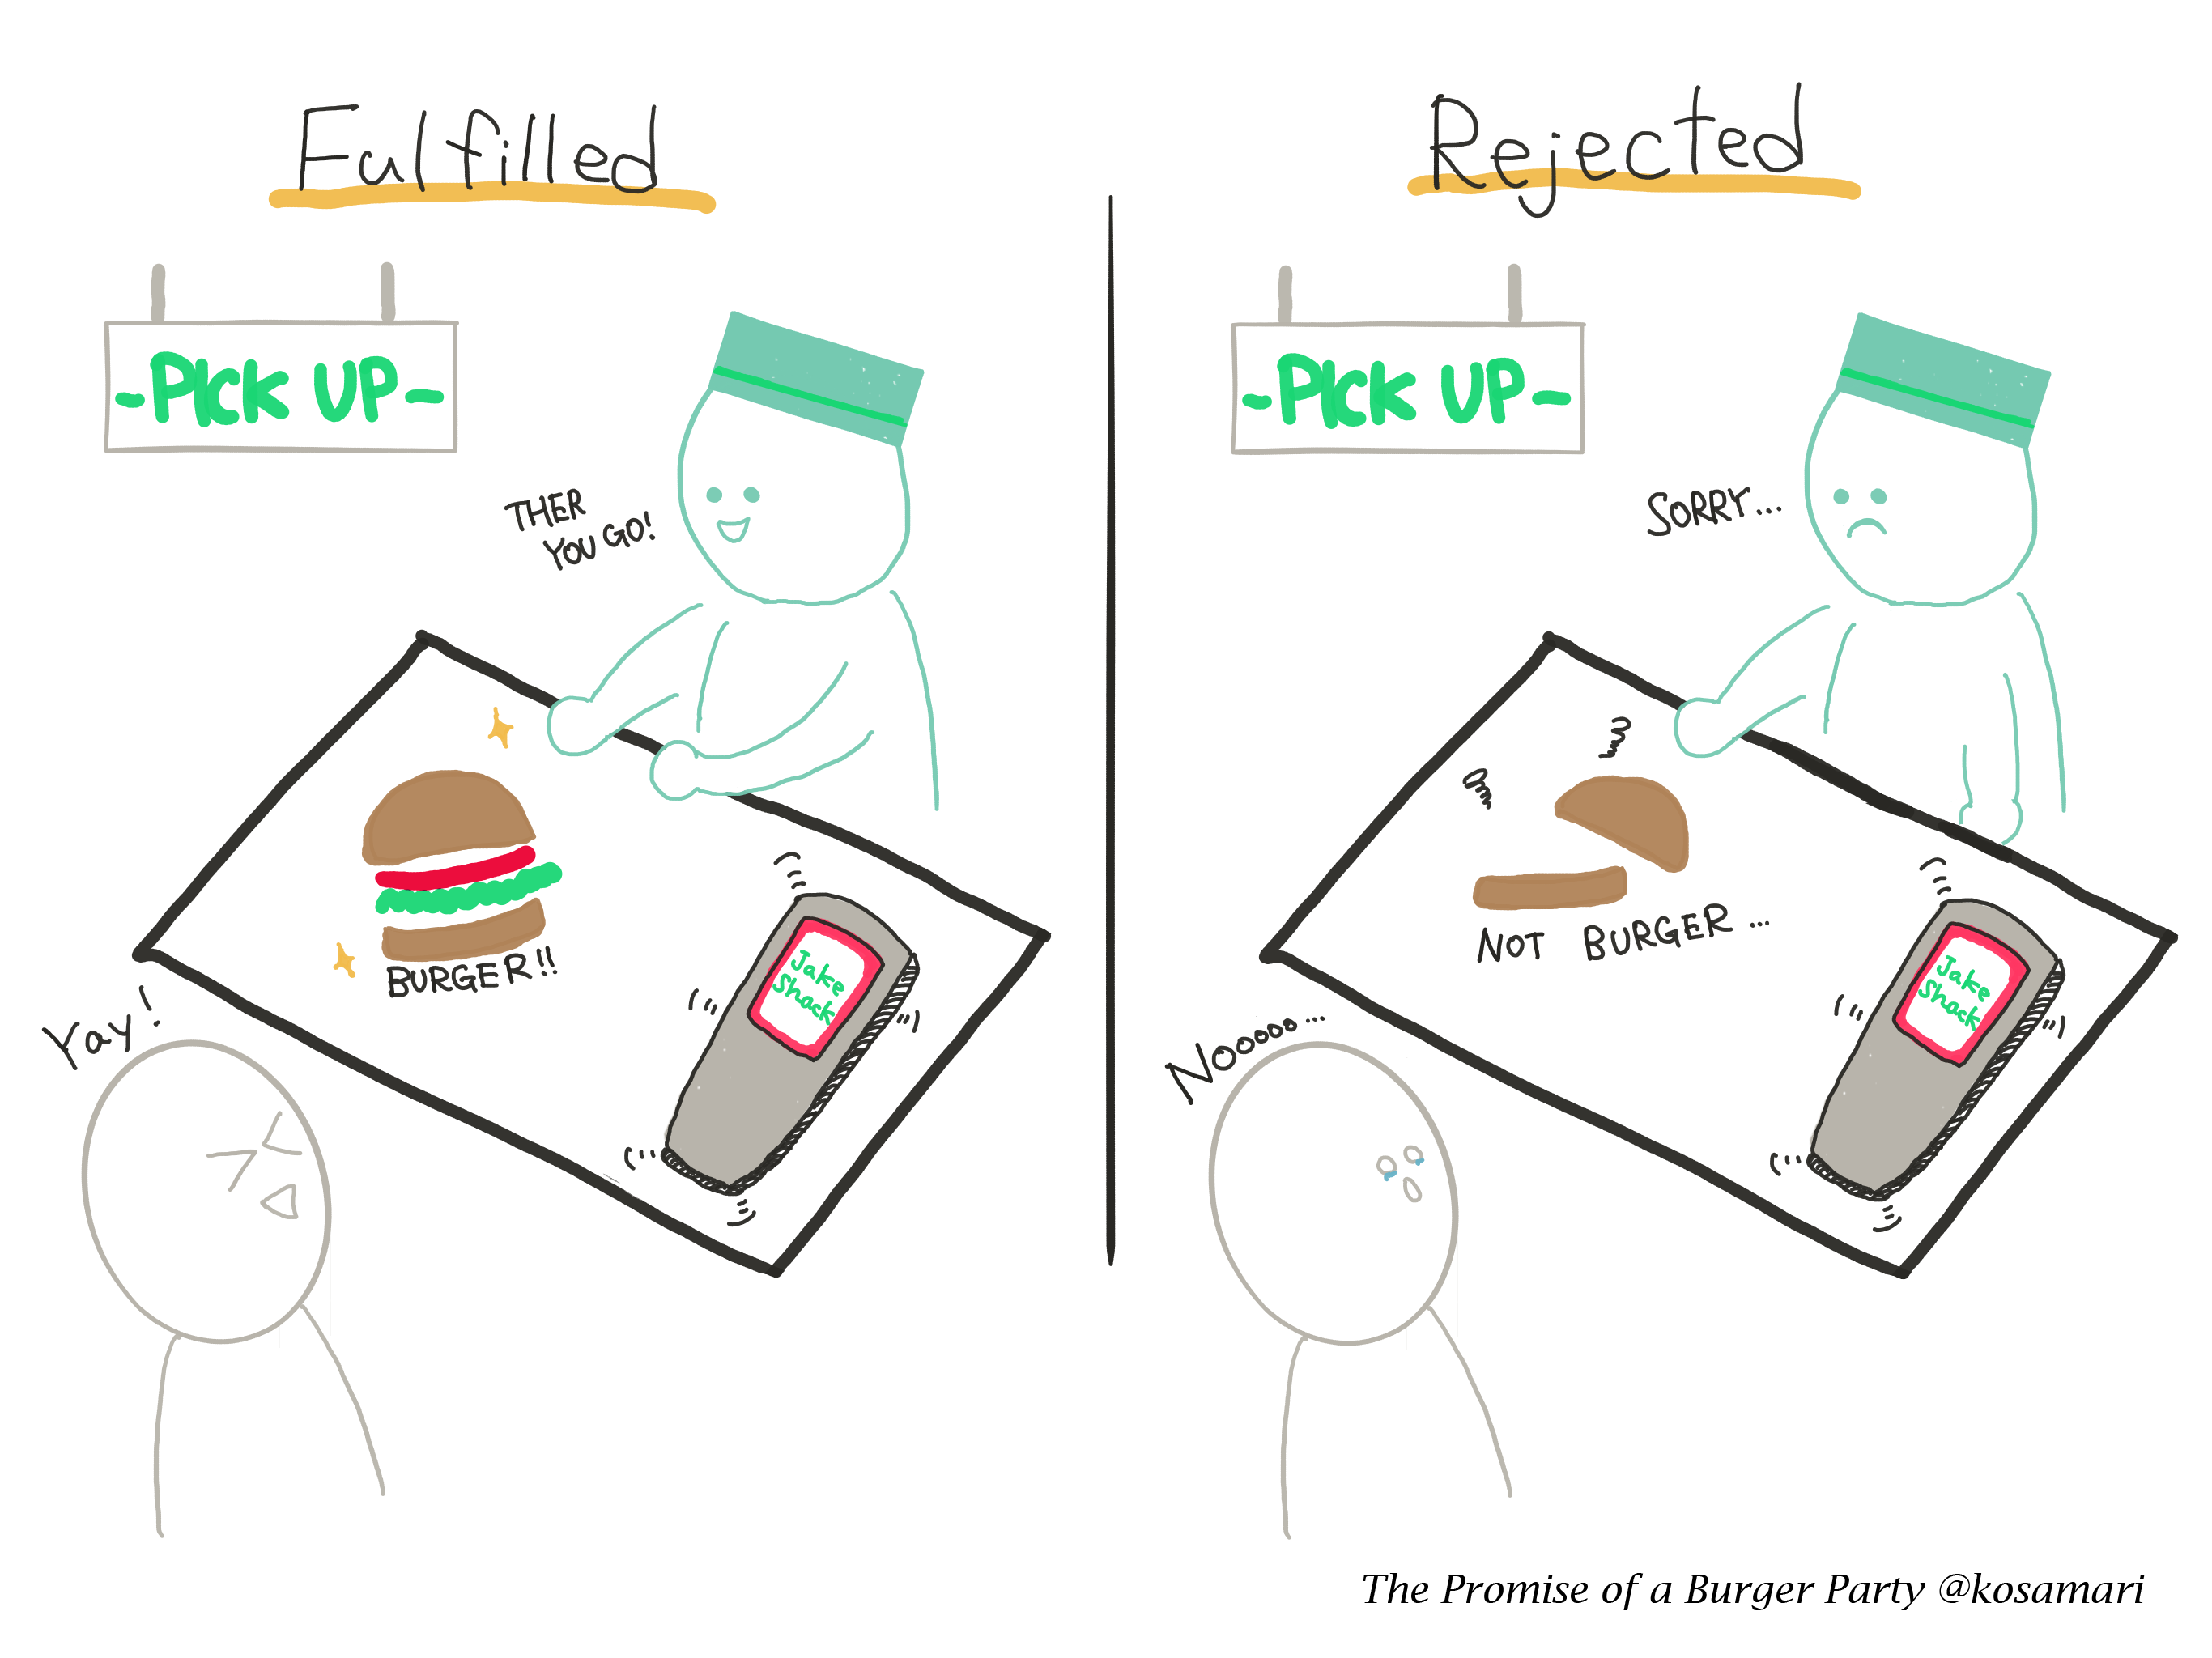 Fulfilled
-PICK UP-
THER
YOU GO!
BURGER!!
Jake
Shack
Yay!
Rejected
-PICK UP-
SORRY...
NOT BURGER...
Jake
Shack
Nooooo...
The Promise of a Burger Party @kosamari